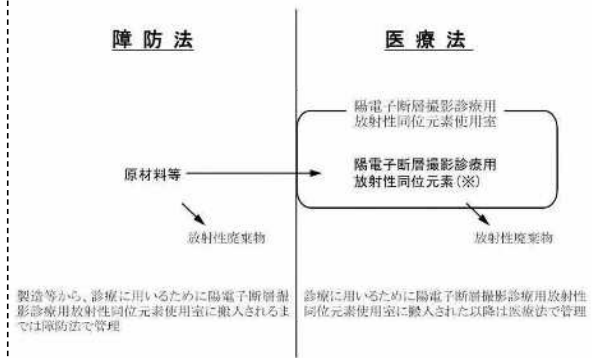 障防法
医療法
陽電子断層撮影診療用
放射性同位元素使用室
原材料等
陽電子断層撮影診療用
放射性同位元素(※)
放射性廃棄物
放射性廃棄物
製造等から、診療に用いるために陽電子断層撮
影診療用放射性同位元素使用室に搬入されるま
では障防法で管理
診療に用いるために陽電子断層撮影診療用放射性
同位元素使用室に搬入された以降は医療法で管理